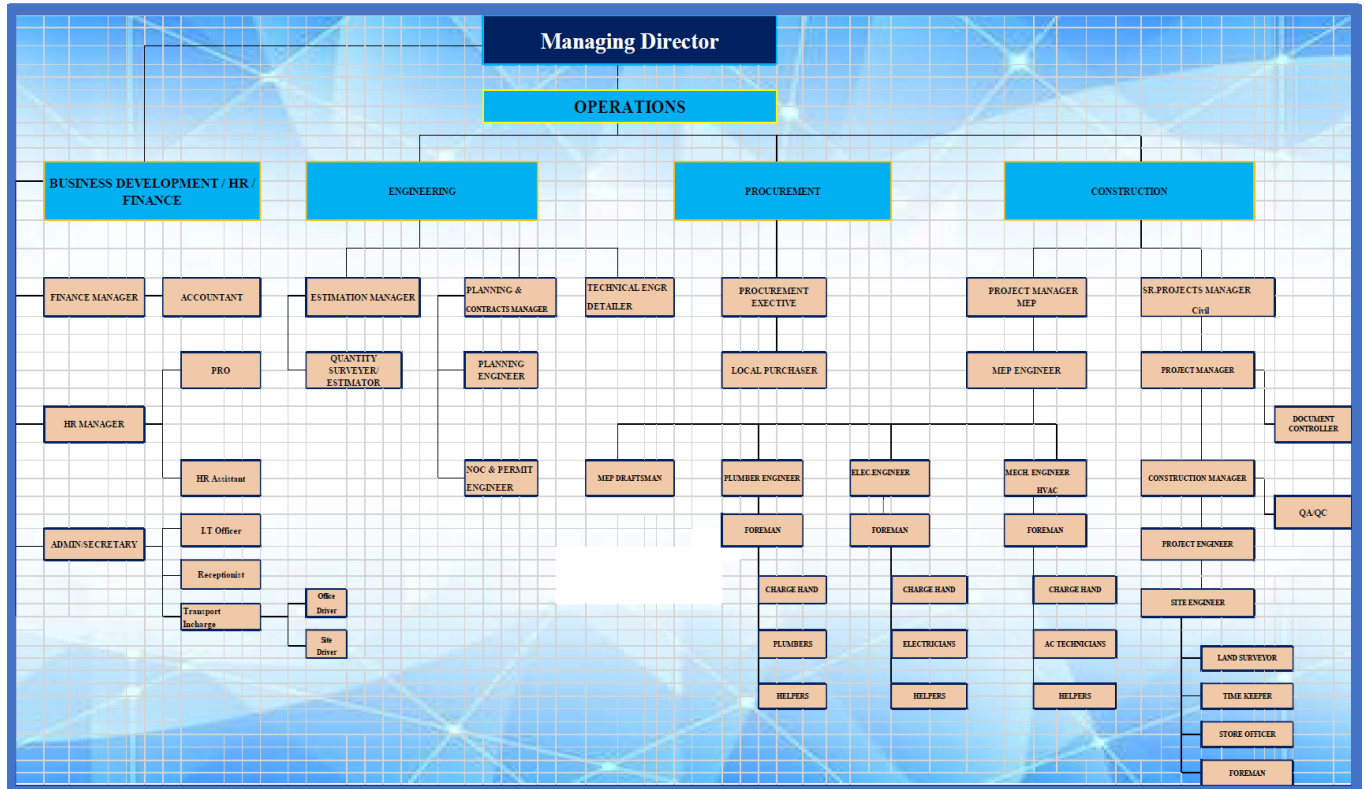 Managing Director
OPERATIONS
BUSINESS DEVELOPMENT / HR /
FINANCE
ENGINEERING
PROCUREMENT
CONSTRUCTION
FINANCE MANAGER
ACCOUNTANT
ESTIMATION MANAGER
PLANNING &
CONTRACTS MANAGER
TECHNICAL ENGR
DETAILER
PROCUREMENT
EXECTIVE
PROJECT MANAGER
MEP
SR.PROJECTS MANAGER
Civil
PRO
QUANTITY
SURVEYER/
ESTIMATOR
PLANNING
ENGINEER
LOCAL PURCHASER
MEP ENGINEER
PROJECT MANAGER
HR MANAGER
DOCUMENT
CONTROLLER
HR Assistant
NOC & PERMIT
ENGINEER
MEP DRAFTSMAN
PLUMBER ENGINEER
ELEC.ENGINEER
MECH. ENGINEER
HVAC
CONSTRUCTION MANAGER
QA/QC
LT Officer
FOREMAN
FOREMAN
FOREMAN
ADMIN/SECRETARY
PROJECT ENGINEER
Receptionist
CHARGE HAND
CHARGE HAND
CHARGE HAND
SITE ENGINEER
Transport
Incharge
Office
Driver
Site
Driver
PLUMBERS
ELECTRICIANS
AC TECHNICIANS
LAND SURVEYOR
HELPERS
HELPERS
HELPERS
TIME KEEPER
STORE OFFICER
FOREMAN